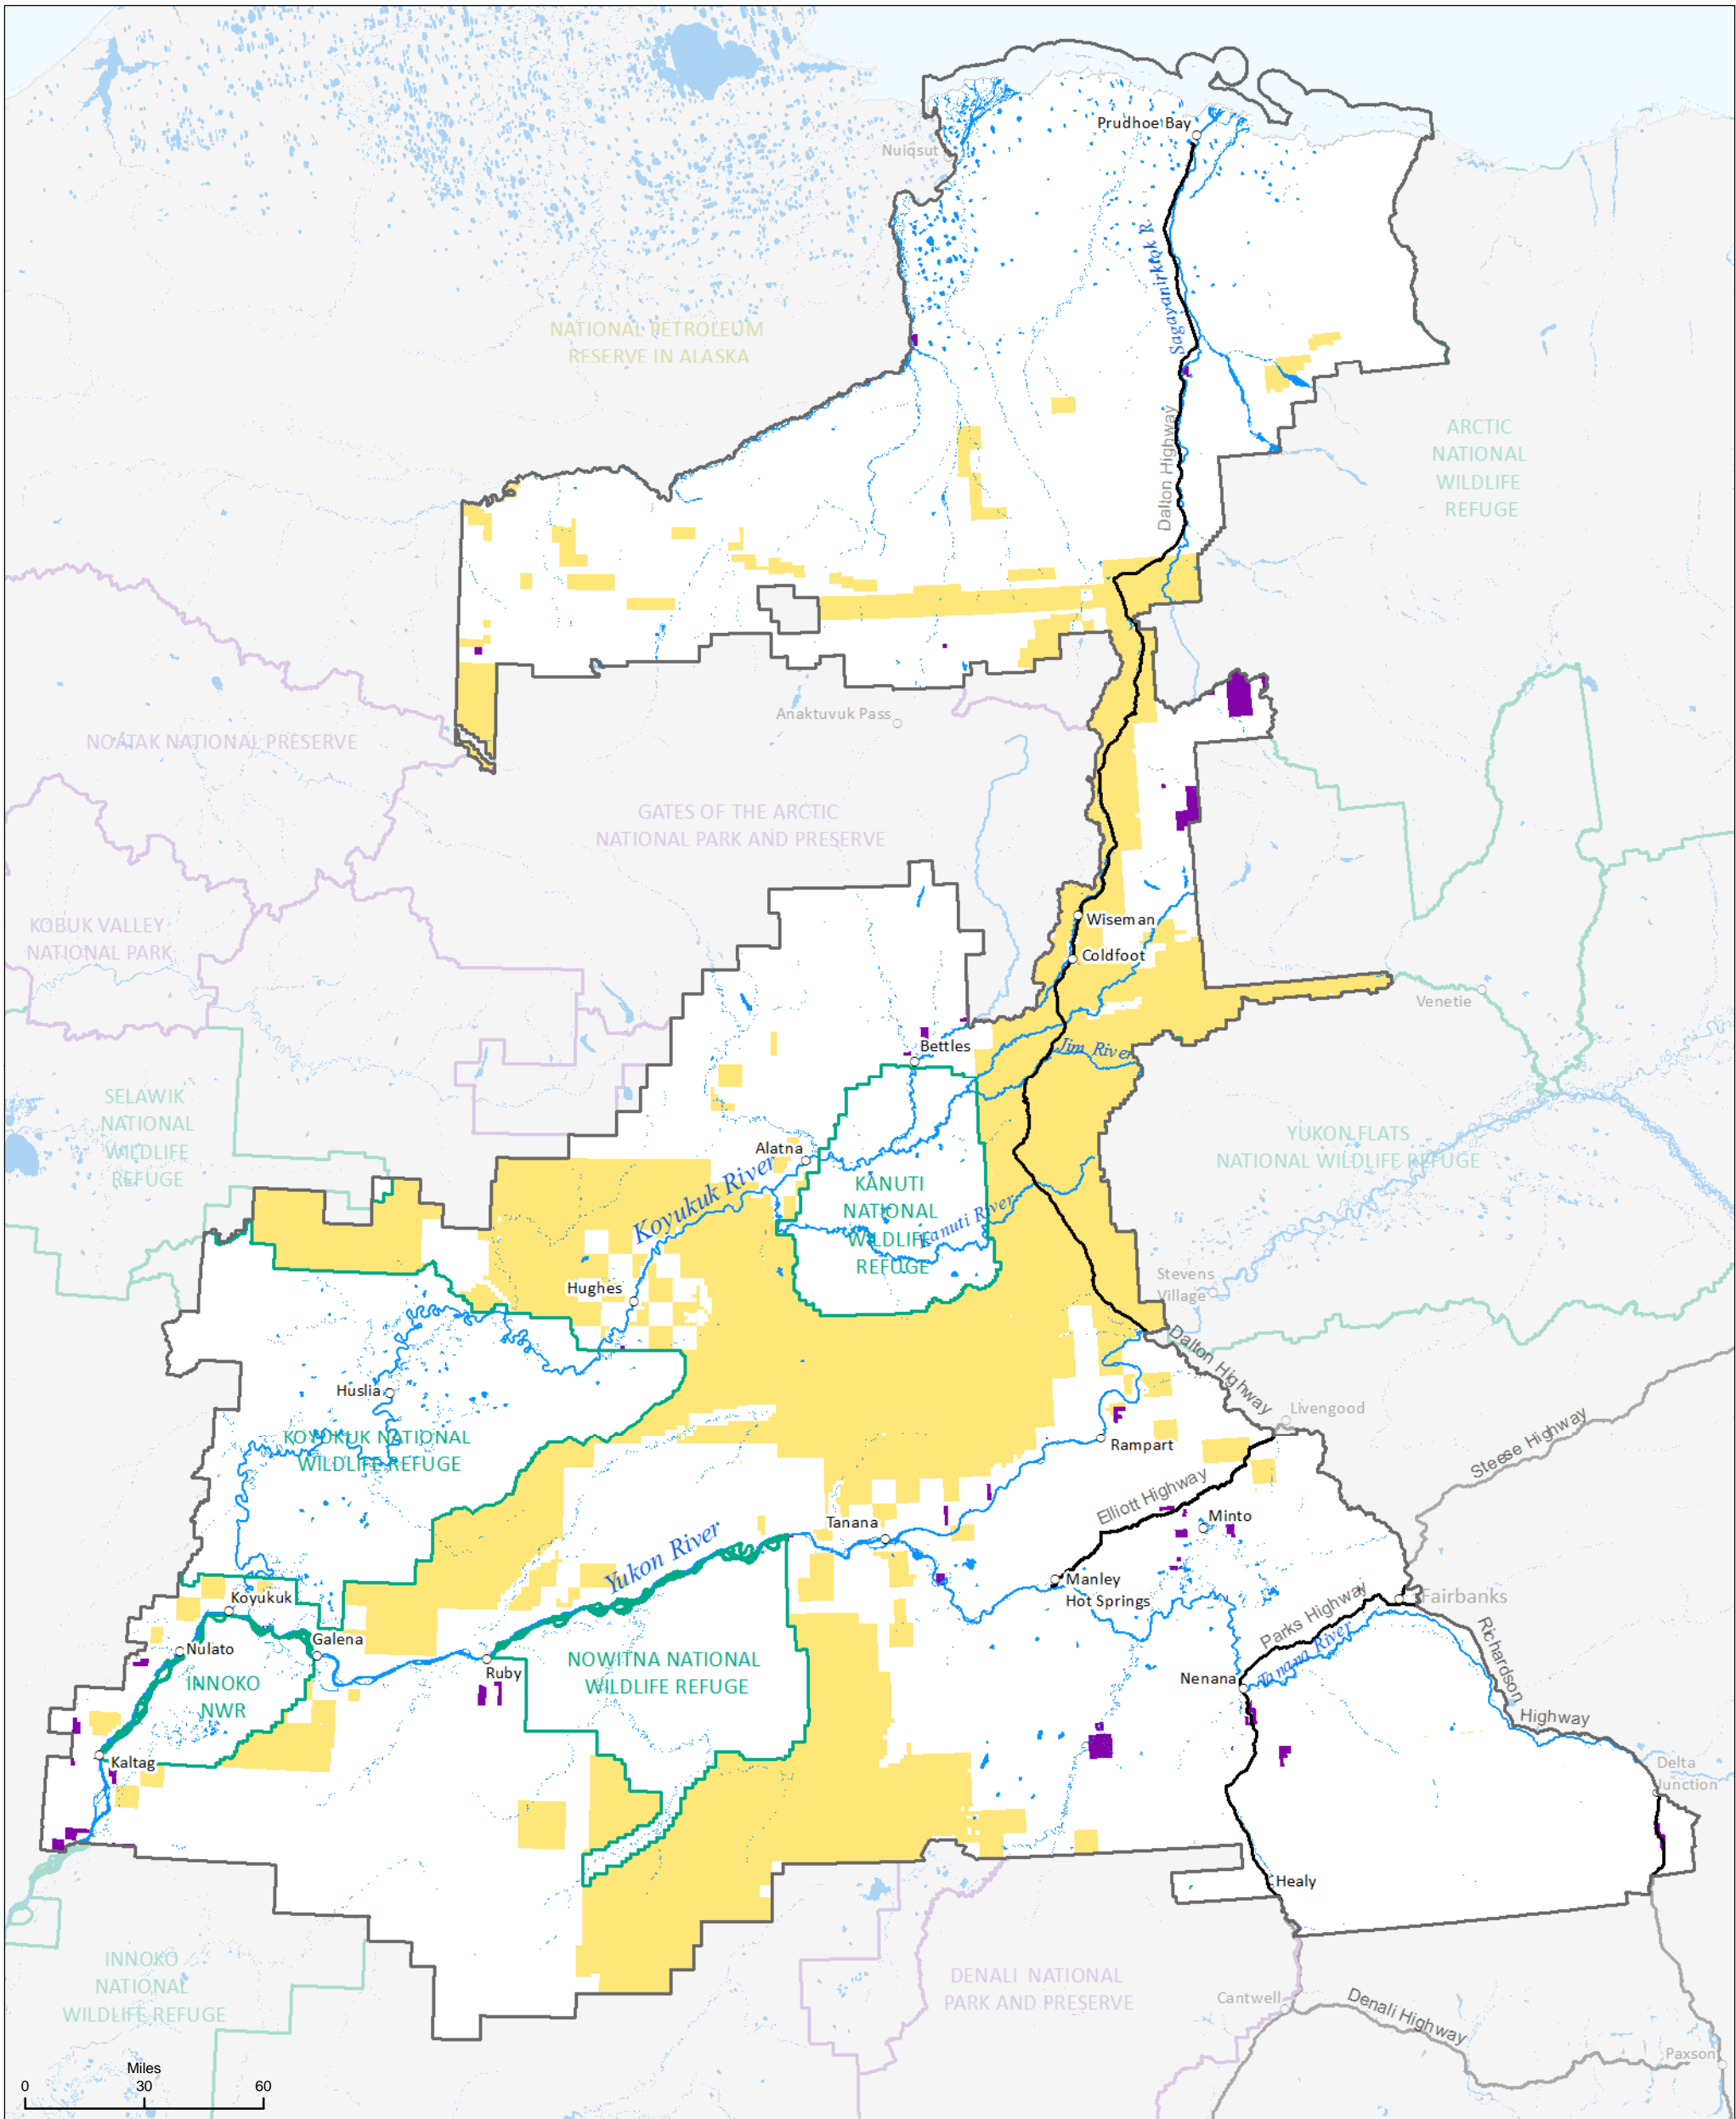 Prudhoe Bay
Nuiqsut
Sagavanirktok R.
NATIONAL PETROLEUM
RESERVE IN ALASKA
Dalton Highway
ARCTIC
NATIONAL
WILDLIFE
REFUGE
Anaktuvuk Pass
NOATAK NATIONAL PRESERVE
GATES OF THE ARCTIC
NATIONAL PARK AND PRESERVE
KOBUK VALLEY
NATIONAL PARK
Wiseman
Coldfoot
Venetie
Bettles
Jim River
SELAWIK
NATIONAL
WILDLIFE
REFUGE
YUKON FLATS
NATIONAL WILDLIFE REFUGE
Alatna
Koyukuk River
KANUTI
NATIONAL
WILDLIFE
REFUGE
Kanuti River
Hughes
Stevens
Village
Dalton Highway
Huslia
Livengood
KOYUKUK NATIONAL
WILDLIFE REFUGE
Rampart
Steese Highway
Elliott Highway
Minto
Tanana
Yukon River
Manley
Hot Springs
Koyukuk
Fairbanks
Parks Highway
Tanana River
Richardson
Highway
Nulato
Galena
Ruby
NOWITNA NATIONAL
WILDLIFE REFUGE
INNOKO
NWR
Nenana
Kaltag
Delta
Junction
Healy
INNOKO
NATIONAL
WILDLIFE REFUGE
DENALI NATIONAL
PARK AND PRESERVE
Cantwell
Denali Highway
Paxson
Miles
0 30 60